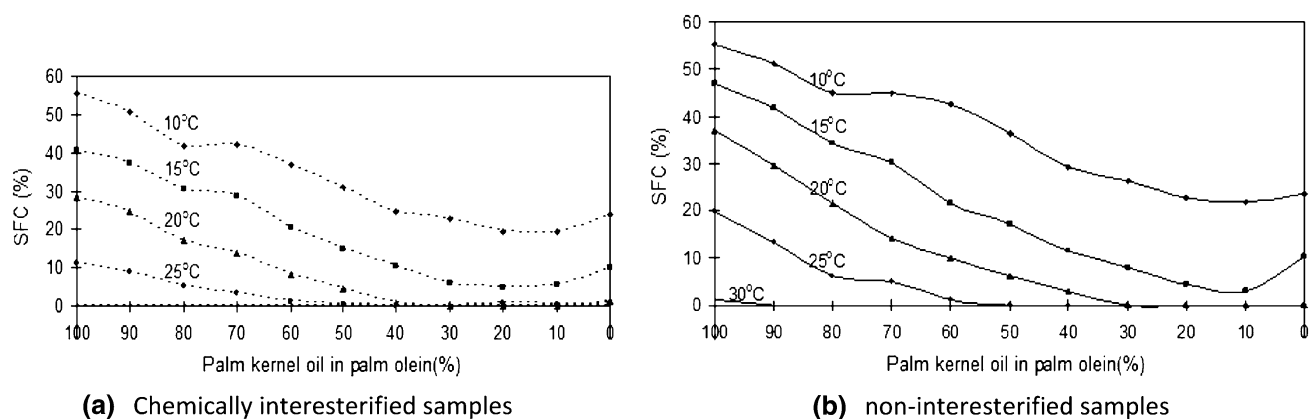 60
50
40
30
20
10
0
SFC (%)
10°C
15°C
20°C
25°C
100 90 80 70 60 50 40 30 20 10 0
Palm kernel oil in palm olein(%)
(a) Chemically interesterified samples
60
50
40
30
20
10
0
SFC (%)
10°C
15°C
20°C
25°C
30°C
100 90 80 70 60 50 40 30 20 10 0
Palm kernel oil in palm olein(%)
(b) non-interesterified samples